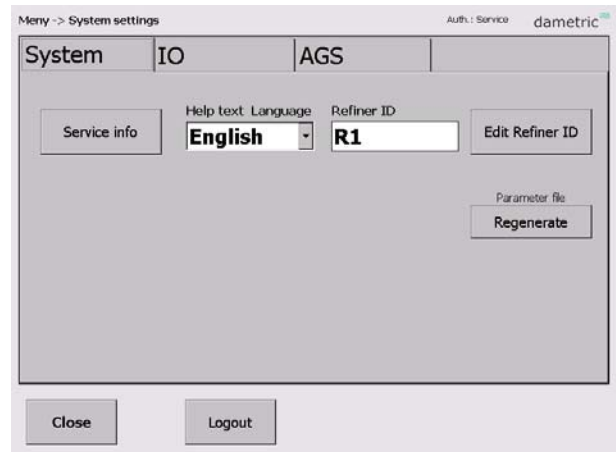 Meny -> System settings
Auth.: Service
dametric
System
IO
AGS
Help text Language
Refiner ID
Service info
English
R1
Edit Refiner ID
Parameter file
Regenerate
Close
Logout